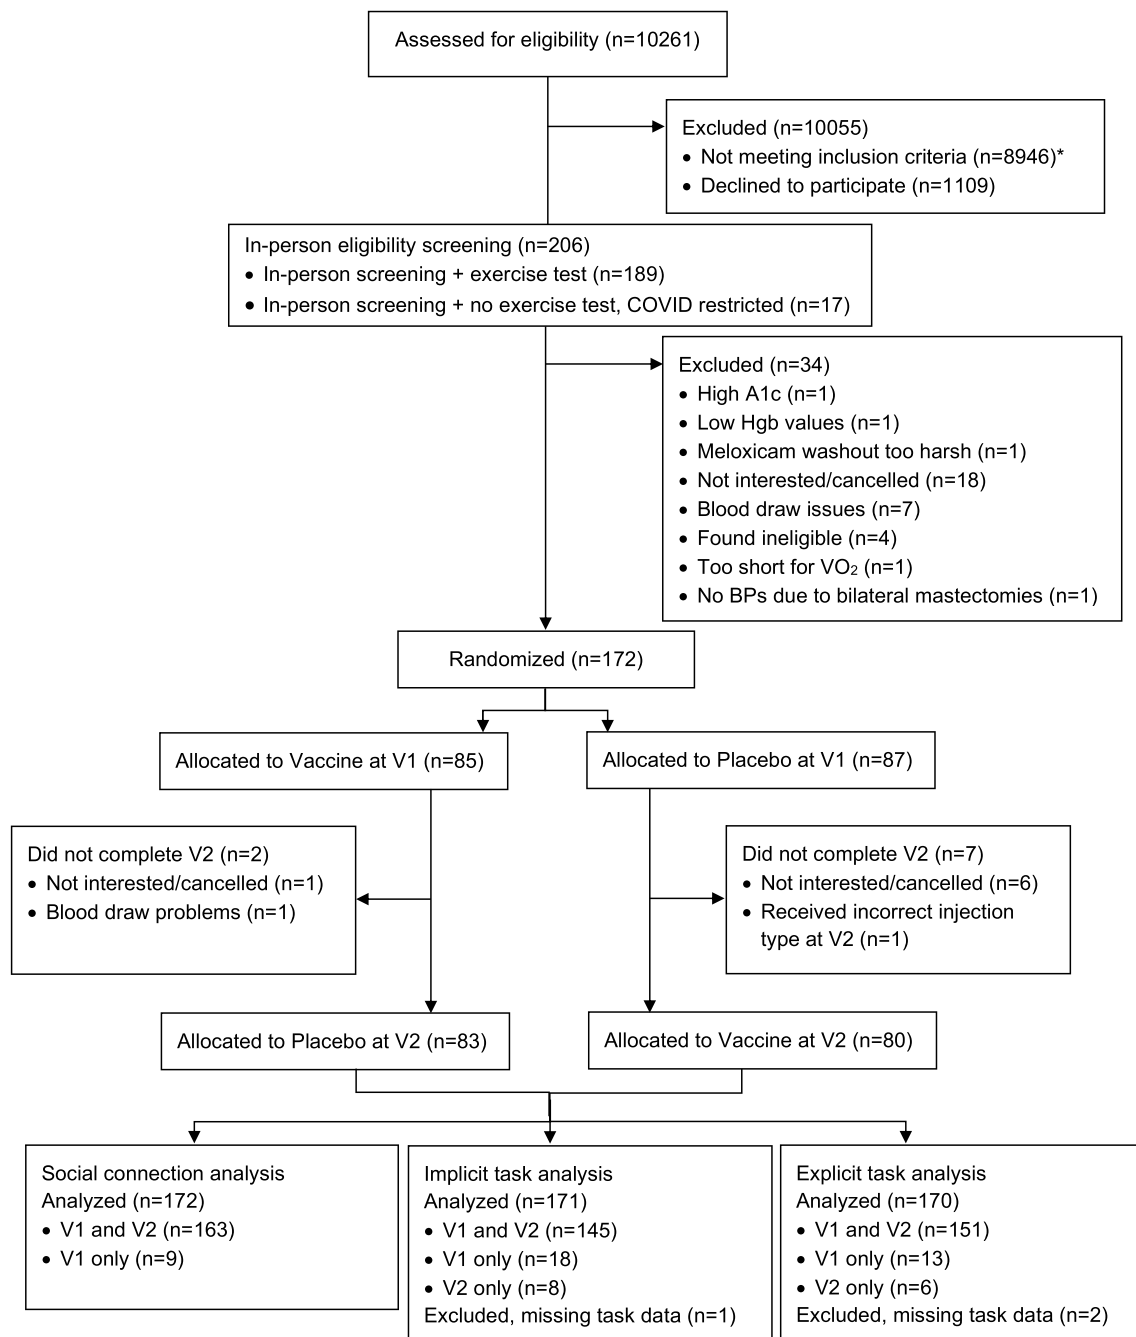 Assessed for eligibility (n=10261)
Excluded (n=10055)
• Not meeting inclusion criteria (n=8946)*
• Declined to participate (n=1109)
In-person eligibility screening (n=206)
• In-person screening + exercise test (n=189)
• In-person screening + no exercise test, COVID restricted (n=17)
Excluded (n=34)
• High A1c (n=1)
• Low Hgb values (n=1)
• Meloxicam washout too harsh (n=1)
• Not interested/cancelled (n=18)
• Blood draw issues (n=7)
• Found ineligible (n=4)
• Too short for VO₂ (n=1)
• No BPs due to bilateral mastectomies (n=1)
Randomized (n=172)
Allocated to Vaccine at V1 (n=85)
Allocated to Placebo at V1 (n=87)
Did not complete V2 (n=2)
• Not interested/cancelled (n=1)
• Blood draw problems (n=1)
Did not complete V2 (n=7)
• Not interested/cancelled (n=6)
• Received incorrect injection
type at V2 (n=1)
Allocated to Placebo at V2 (n=83)
Allocated to Vaccine at V2 (n=80)
Social connection analysis
Analyzed (n=172)
• V1 and V2 (n=163)
• V1 only (n=9)
Implicit task analysis
Analyzed (n=171)
• V1 and V2 (n=145)
• V1 only (n=18)
• V2 only (n=8)
Excluded, missing task data (n=1)
Explicit task analysis
Analyzed (n=170)
• V1 and V2 (n=151)
• V1 only (n=13)
• V2 only (n=6)
Excluded, missing task data (n=2)